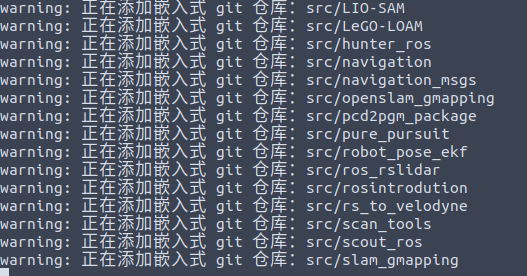 warning: 正在添加嵌入式 git 仓库：src/LIO-SAM
warning: 正在添加嵌入式 git 仓库：src/LeGO-LOAM
warning: 正在添加嵌入式 git 仓库：src/hunter_ros
warning: 正在添加嵌入式 git 仓库：src/navigation
warning: 正在添加嵌入式 git 仓库：src/navigation_msgs
warning: 正在添加嵌入式 git 仓库：src/openslam_gmapping
warning: 正在添加嵌入式 git 仓库：src/pcd2pgm_package
warning: 正在添加嵌入式 git 仓库：src/pure_pursuit
warning: 正在添加嵌入式 git 仓库：src/robot_pose_ekf
warning: 正在添加嵌入式 git 仓库：src/ros_rslidar
warning: 正在添加嵌入式 git 仓库：src/rosintrodution
warning: 正在添加嵌入式 git 仓库：src/rs_to_velodyne
warning: 正在添加嵌入式 git 仓库：src/scan_tools
warning: 正在添加嵌入式 git 仓库：src/scout_ros
warning: 正在添加嵌入式 git 仓库：src/slam_gmapping